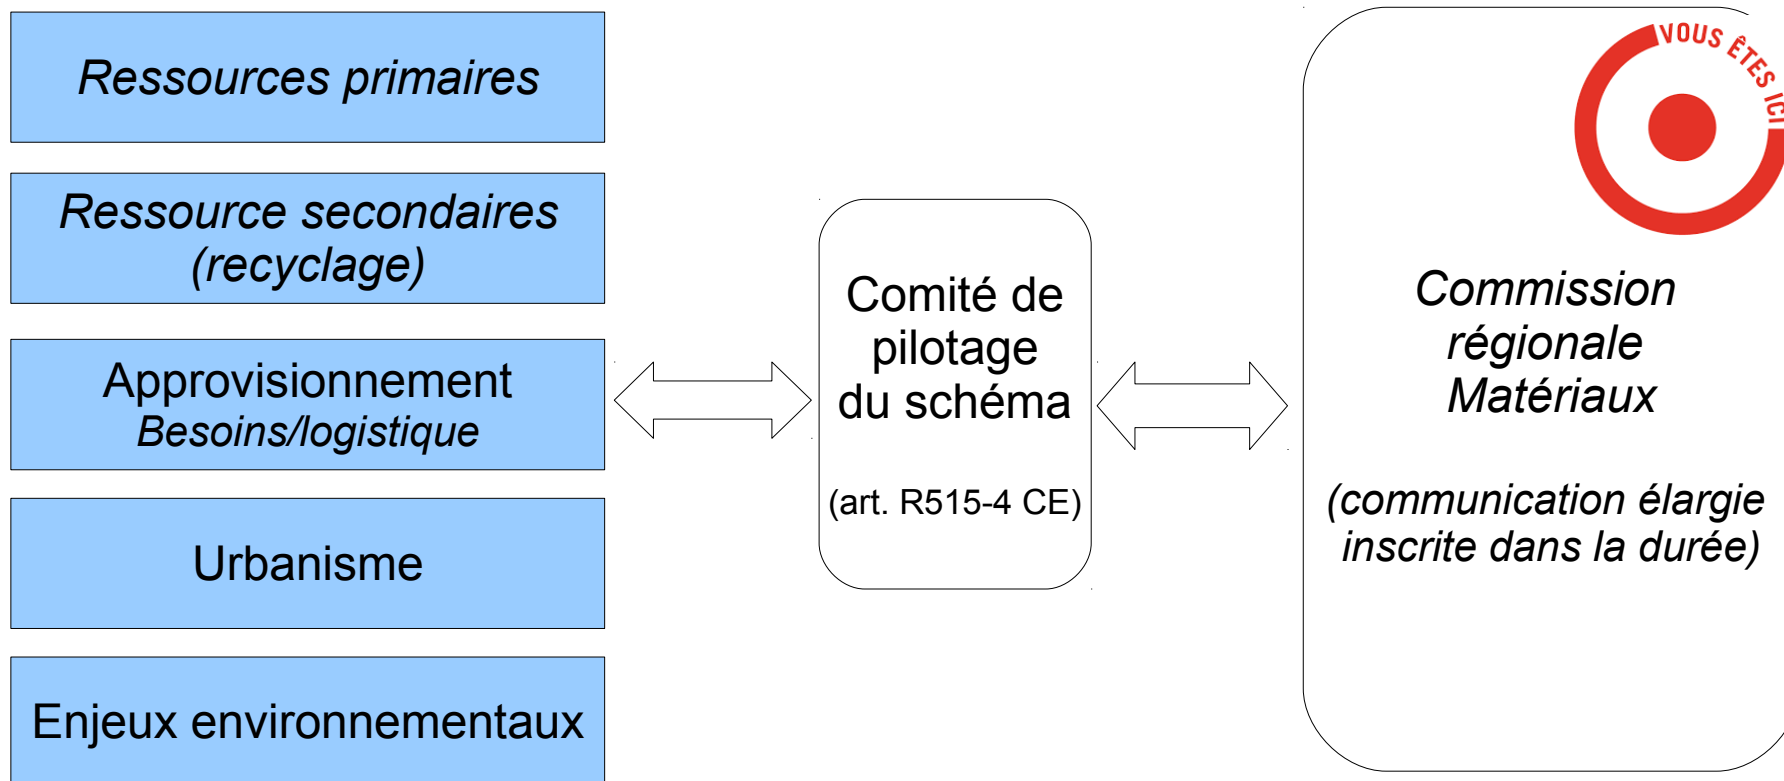 Ressources primaires
Ressource secondaires
(recyclage)
Approvisionnement
Besoins/logistique
Urbanisme
Enjeux environnementaux
Comité de
pilotage
du schéma
(art. R515-4 CE)
VOUS ÊTES ICI
Commission
régionale
Matériaux
(communication élargie
inscrite dans la durée)